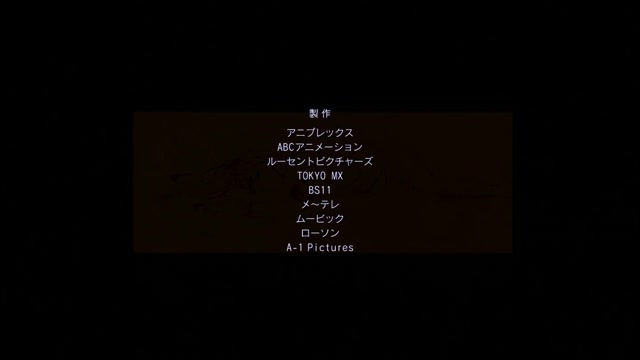 製作
アニプレックス
ABCアニメーション
ルーセントピクチャーズ
TOKYO MX
BS11
メ～テレ
ムービック
ローソン
A-1 Pictures